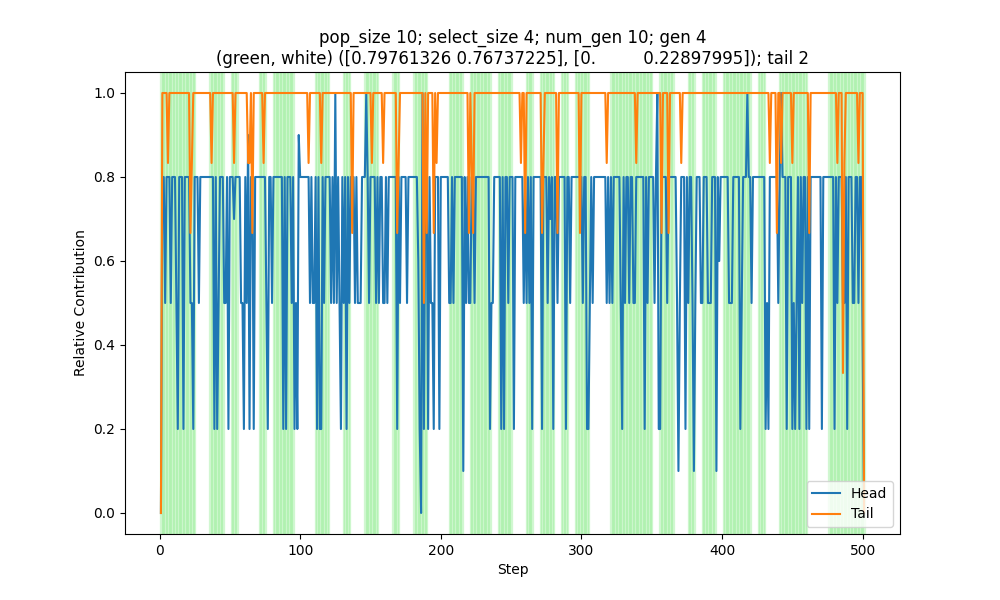 pop_size 10; select_size 4; num_gen 10; gen 4
(green, white) ([0.79761326 0.76737225], [0.          0.22897995]); tail 2
1.0
0.8
0.6
0.4
0.2
0.0
Relative Contribution
0
100
200
300
400
500
Step
Head
Tail